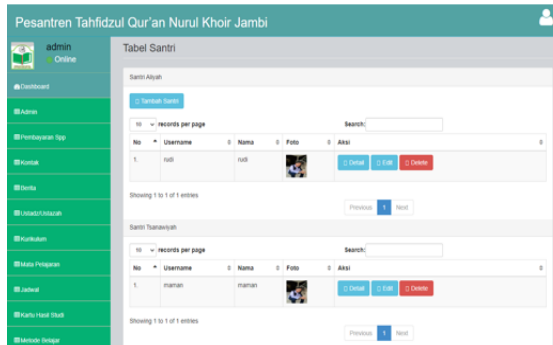 Pesantren Tahfidzul Qur'an Nurul Khoir Jambi
admin
Online
Dashboard
Admin
Pembayaran Spp
Kontak
Berita
Ustadz/Ustazah
Kurikulum
Mata Pelajaran
Jadwal
Kartu Hasil Studi
Metode Belajar
Tabel Santri
Santri Aliyah
Tambah Santri
10 records per page Search:
No Username Nama Foto Aksi
1. rudi rudi Detail Edit Delete
Showing 1 to 1 of 1 entries
Previous 1 Next
Santri Tsanawiyah
10 records per page Search:
No Username Nama Foto Aksi
1. maman maman Detail Edit Delete
Showing 1 to 1 of 1 entries
Previous 1 Next